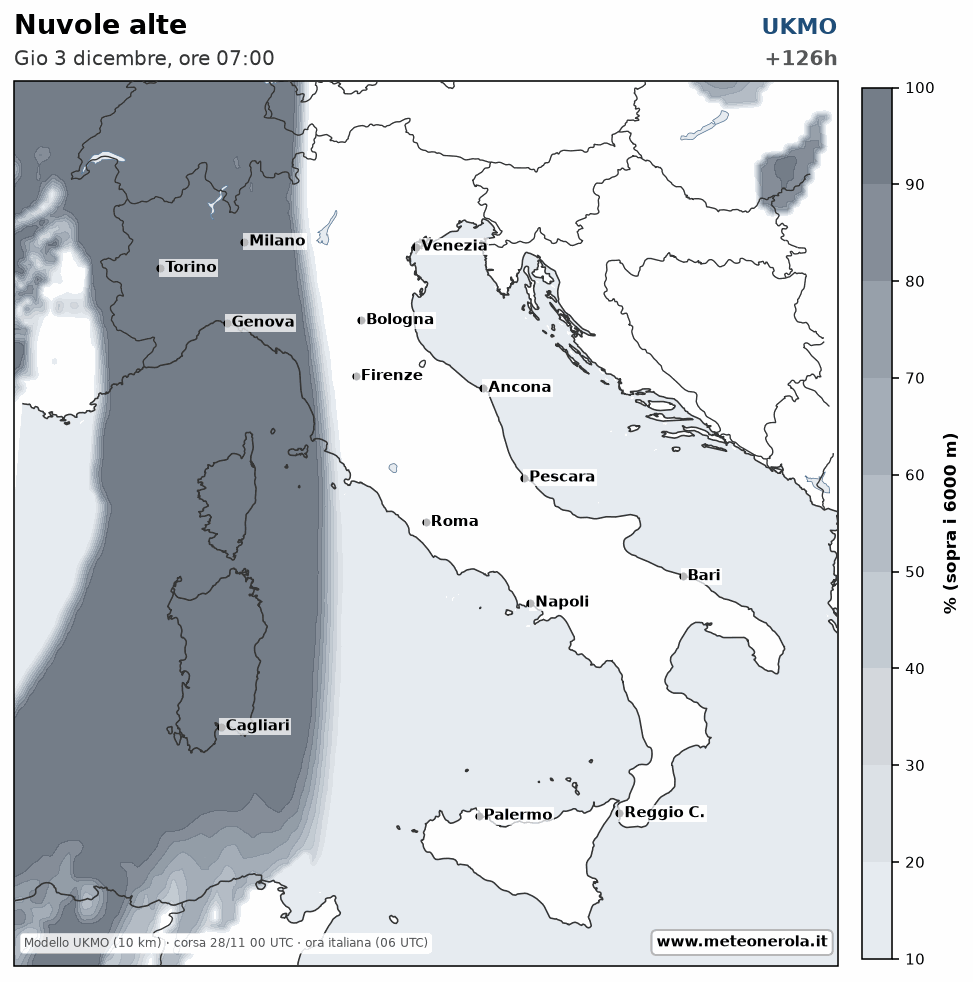 Nuvole alte
UKMO
Gio 3 dicembre, ore 07:00
+126h
100
90
80
70
60
50
40
30
20
10
% (sopra i 6000 m)
Milano
Venezia
Torino
Genova
Bologna
Firenze
Ancona
Pescara
Roma
Bari
Napoli
Cagliari
Palermo
Reggio C.
Modello UKMO (10 km) · corsa 28/11 00 UTC · ora italiana (06 UTC)
www.meteonerola.it